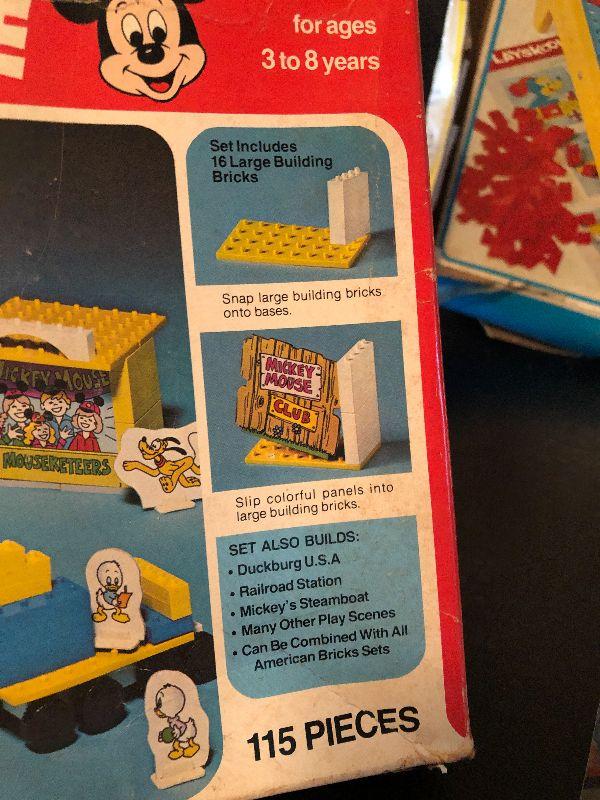 E
for ages
3 to 8 years
Set Includes
16 Large Building
Bricks
Snap large building bricks
onto bases.
MICKEY
MOUSE
CLUB
Slip colorful panels into
large building bricks.
MICKEY MOUSE
MOUSEKETEERS
SET ALSO BUILDS:
• Duckburg U.S.A
• Railroad Station
• Mickey's Steamboat
• Many Other Play Scenes
• Can Be Combined With All
American Bricks Sets
115 PIECES